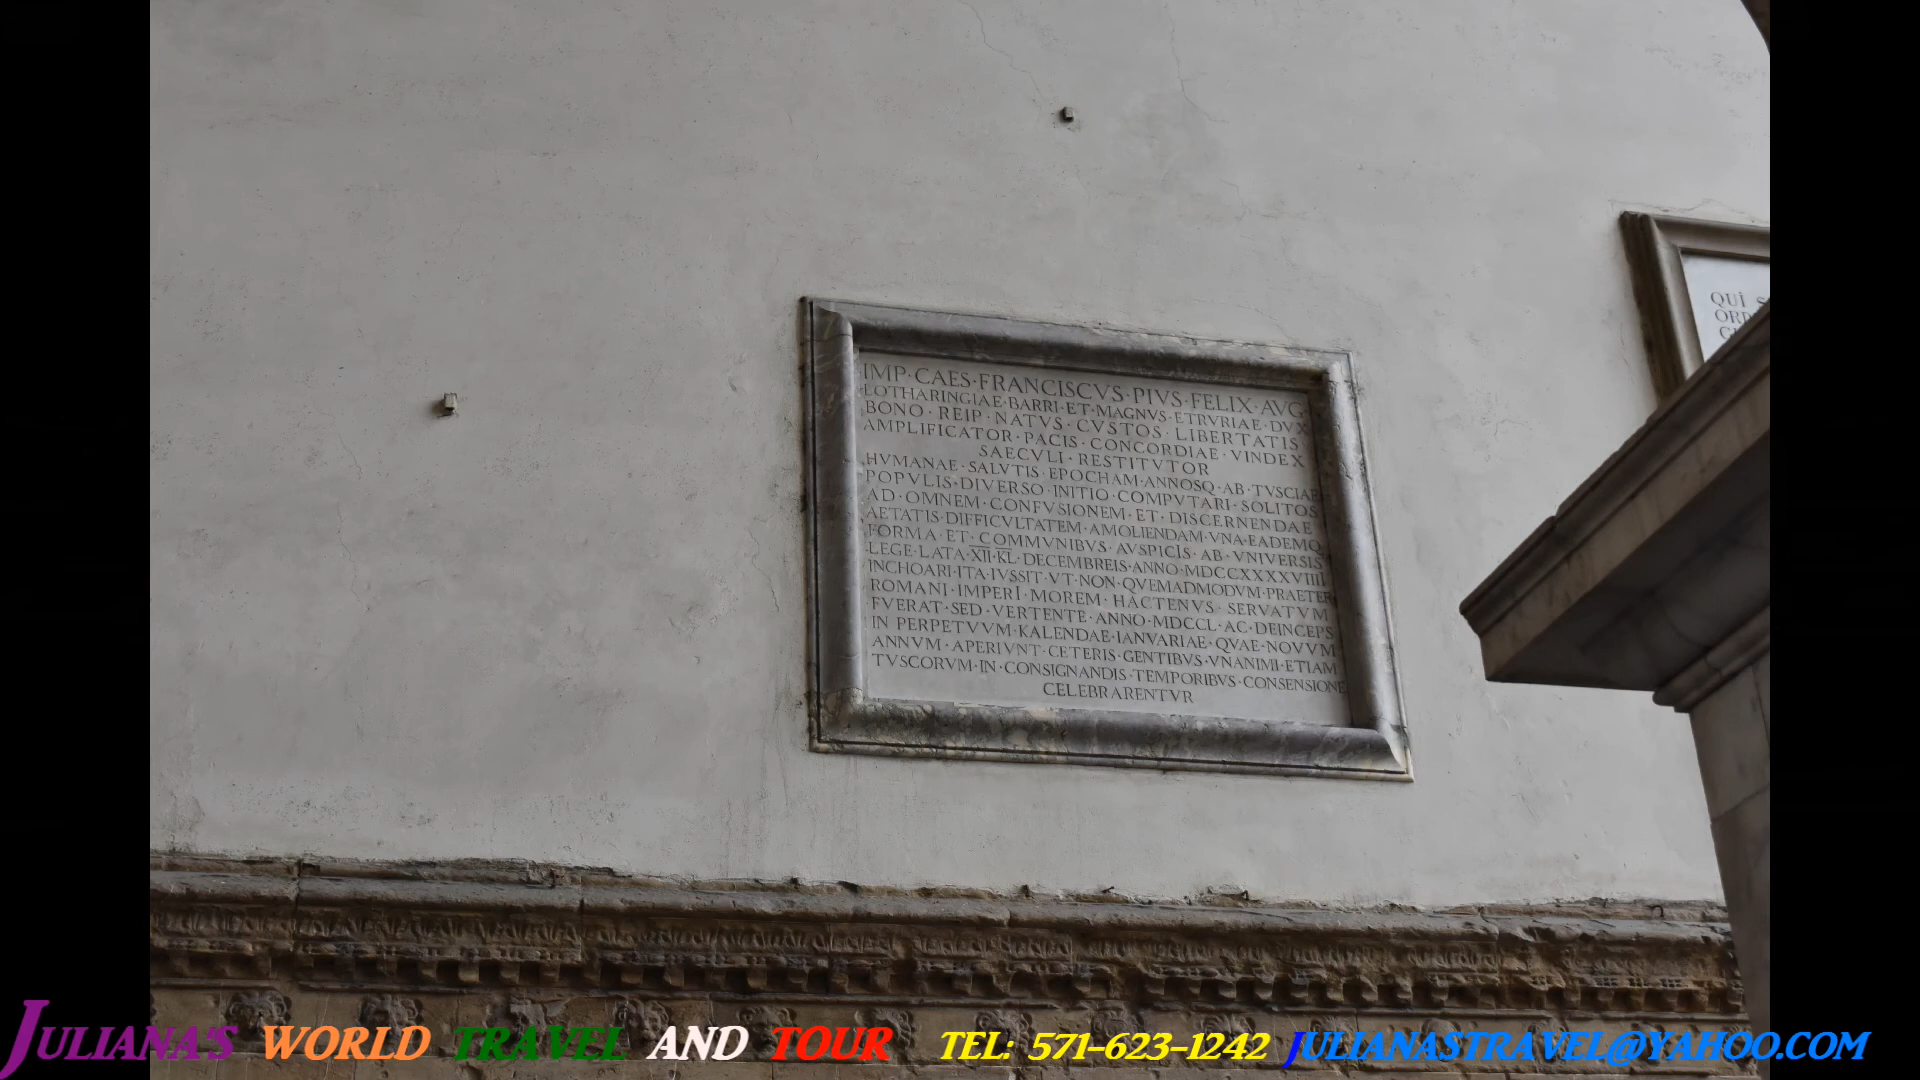 IMP·CAES·FRANCISCVS·PIVS·FELIX·AVG·
LOTHARINGIAE·BARRI·ET·MAGNVS·ETRVRIAE·DVX
BONO·REIP·NATVS·CVSTOS·LIBERTATIS
AMPLIFICATOR·PACIS·CONCORDIAE·VINDEX
SAECVLI·RESTITVTOR
HVMANAE·SALVTIS·EPOCHAM·ANNOSQ·AB·TVSCIAE
POPVLIS·DIVERSO·INITIO·COMPVTARI·SOLITOS
AD·OMNEM·CONFVSIONEM·ET·DISCERNENDAE
AETATIS·DIFFICVLTATEM·AMOLIENDAM·VNA·EADEMQ
FORMA·ET·COMMVNIBVS·AVSPICIS·AB·VNIVERSIS
LEGE·LATA·XII·KL·DECEMBREIS·ANNO·MDCCXXXXVIIII
INCHOARI·ITA·IVSSIT·VT·NON·QVEMADMODVM·PRAETER
ROMANI·IMPERI·MOREM·HACTENVS·SERVATVM
FVERAT·SED·VERTENTE·ANNO·MDCCL·AC·DEINCEPS
IN PERPETVVM·KALENDAE·IANVARIAE·QVAE·NOVVM
ANNVM·APERIVNT·CETERIS·GENTIBVS·VNANIMI·ETIAM
TVSCORVM·IN·CONSIGNANDIS·TEMPORIBVS·CONSENSIONE
CELEBRARENTVR
QUI
JULIANA'S WORLD TRAVEL AND TOUR TEL: 571-623-1242 JULIANASTRAVEL@YAHOO.COM